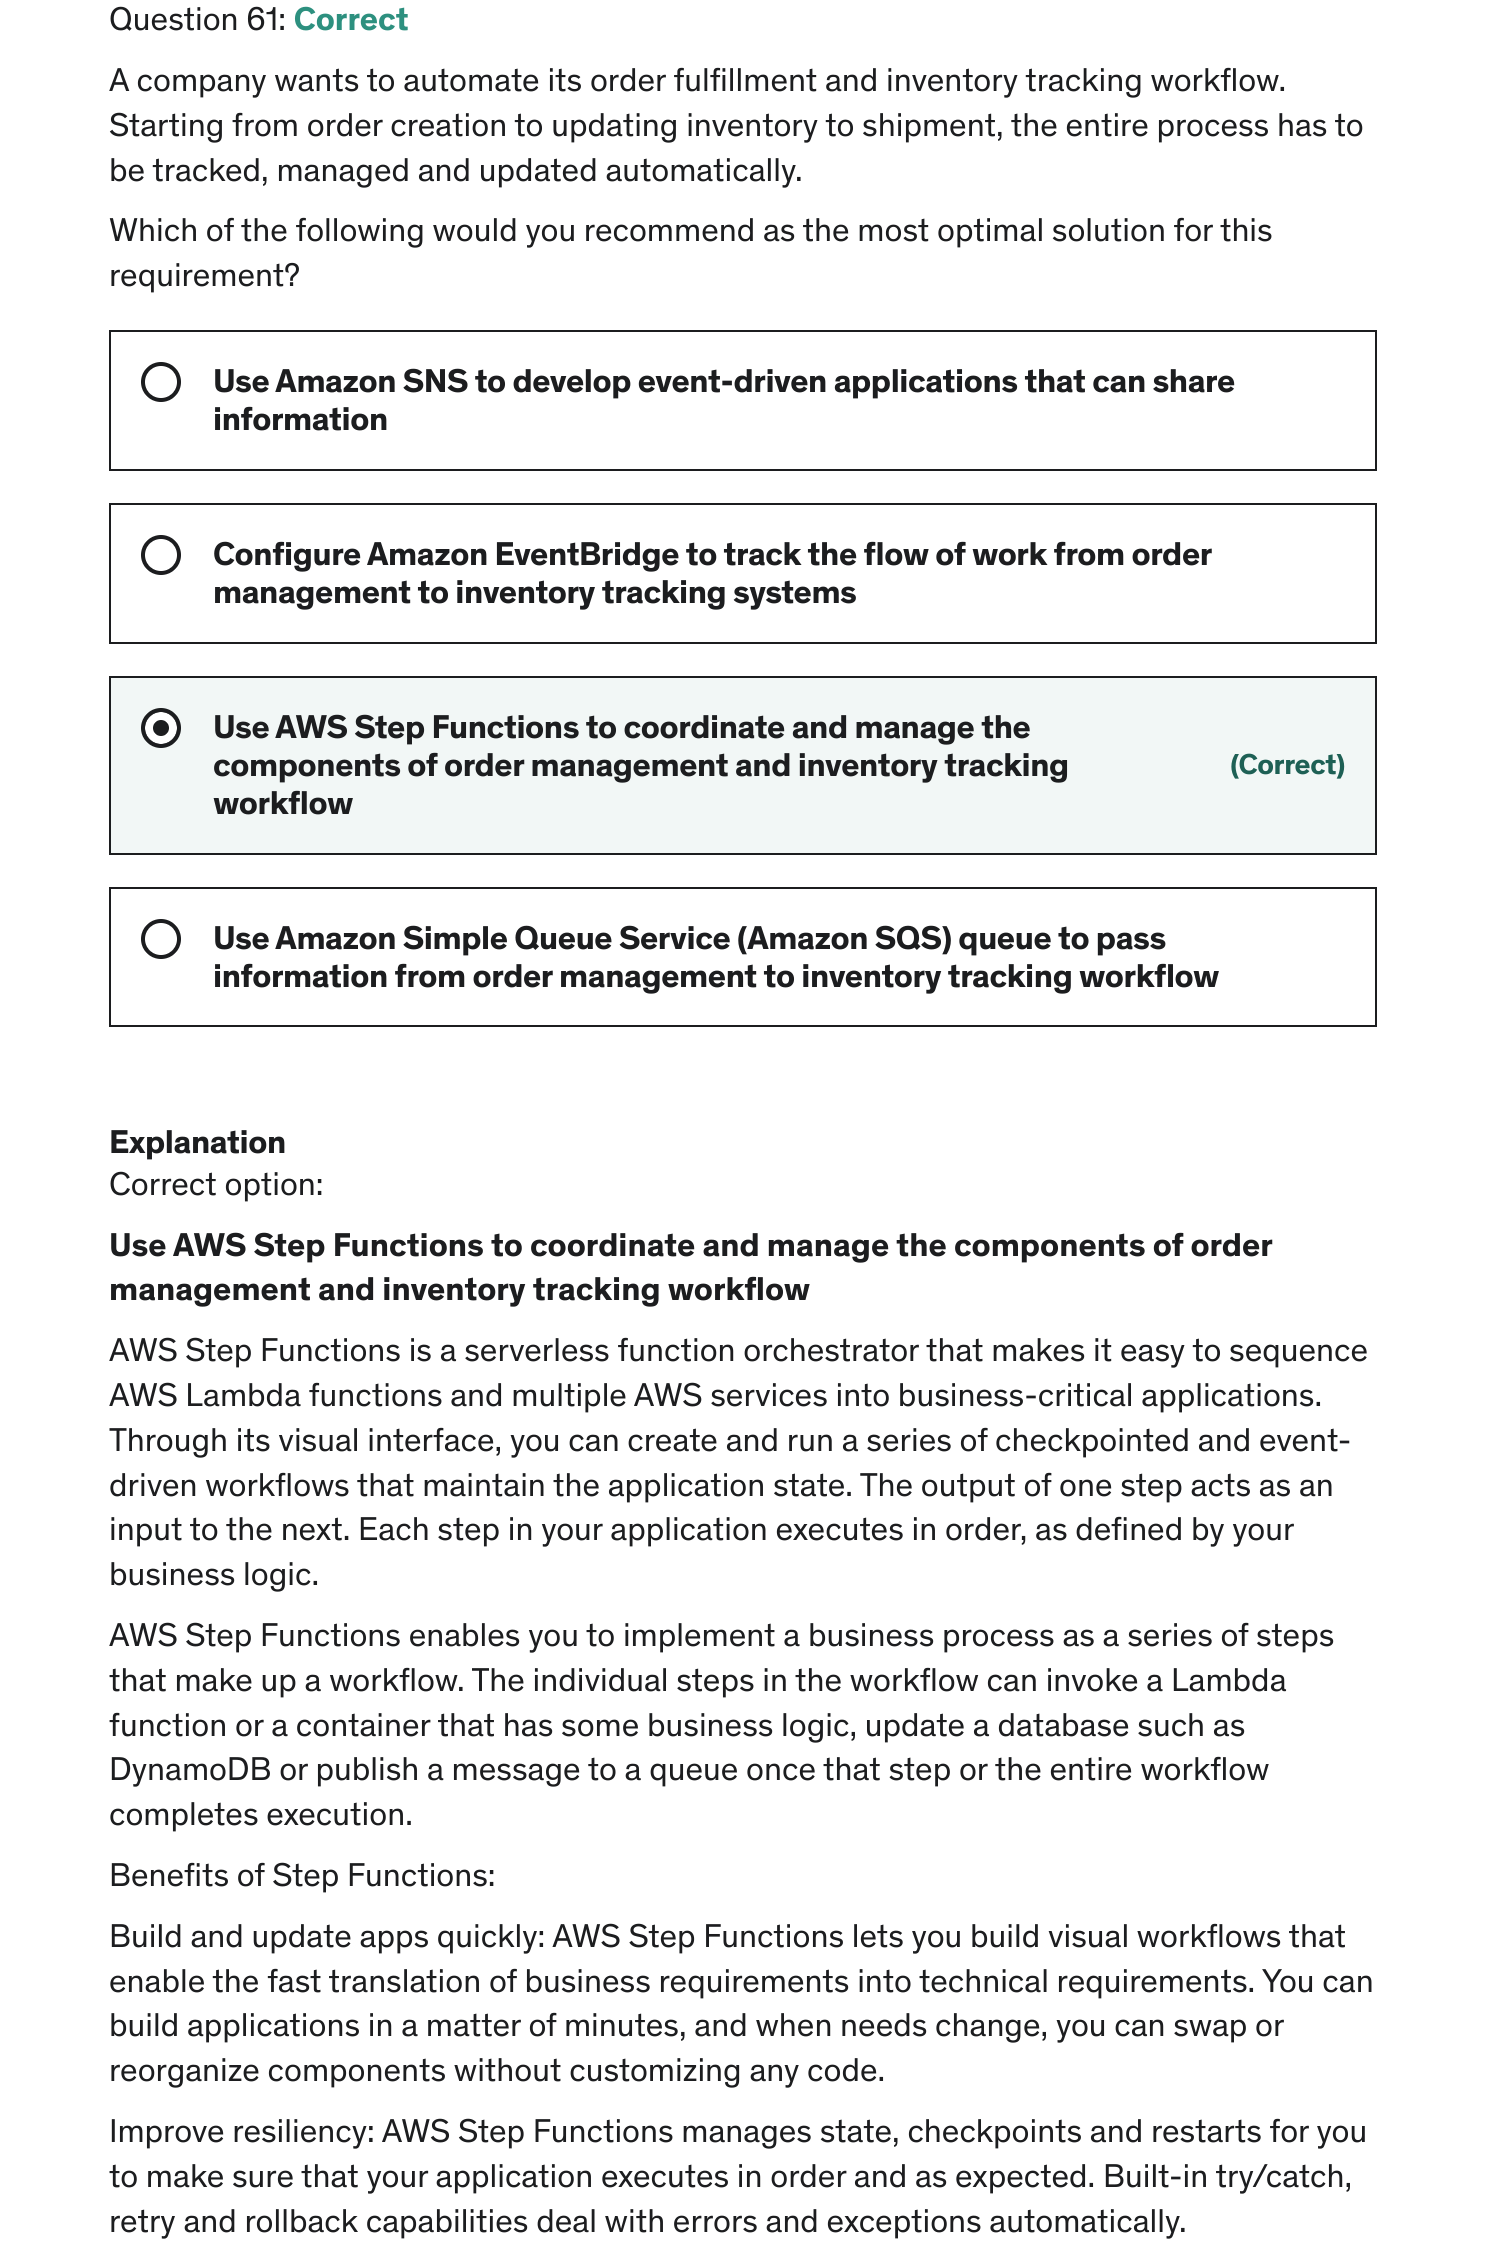 Question 61: Correct
A company wants to automate its order fulfillment and inventory tracking workflow.
Starting from order creation to updating inventory to shipment, the entire process has to
be tracked, managed and updated automatically.
Which of the following would you recommend as the most optimal solution for this
requirement?
Use Amazon SNS to develop event-driven applications that can share
information
Configure Amazon EventBridge to track the flow of work from order
management to inventory tracking systems
Use AWS Step Functions to coordinate and manage the
components of order management and inventory tracking
workflow
(Correct)
Use Amazon Simple Queue Service (Amazon SQS) queue to pass
information from order management to inventory tracking workflow
Explanation
Correct option:
Use AWS Step Functions to coordinate and manage the components of order
management and inventory tracking workflow
AWS Step Functions is a serverless function orchestrator that makes it easy to sequence
AWS Lambda functions and multiple AWS services into business-critical applications.
Through its visual interface, you can create and run a series of checkpointed and event-
driven workflows that maintain the application state. The output of one step acts as an
input to the next. Each step in your application executes in order, as defined by your
business logic.
AWS Step Functions enables you to implement a business process as a series of steps
that make up a workflow. The individual steps in the workflow can invoke a Lambda
function or a container that has some business logic, update a database such as
DynamoDB or publish a message to a queue once that step or the entire workflow
completes execution.
Benefits of Step Functions:
Build and update apps quickly: AWS Step Functions lets you build visual workflows that
enable the fast translation of business requirements into technical requirements. You can
build applications in a matter of minutes, and when needs change, you can swap or
reorganize components without customizing any code.
Improve resiliency: AWS Step Functions manages state, checkpoints and restarts for you
to make sure that your application executes in order and as expected. Built-in try/catch,
retry and rollback capabilities deal with errors and exceptions automatically.